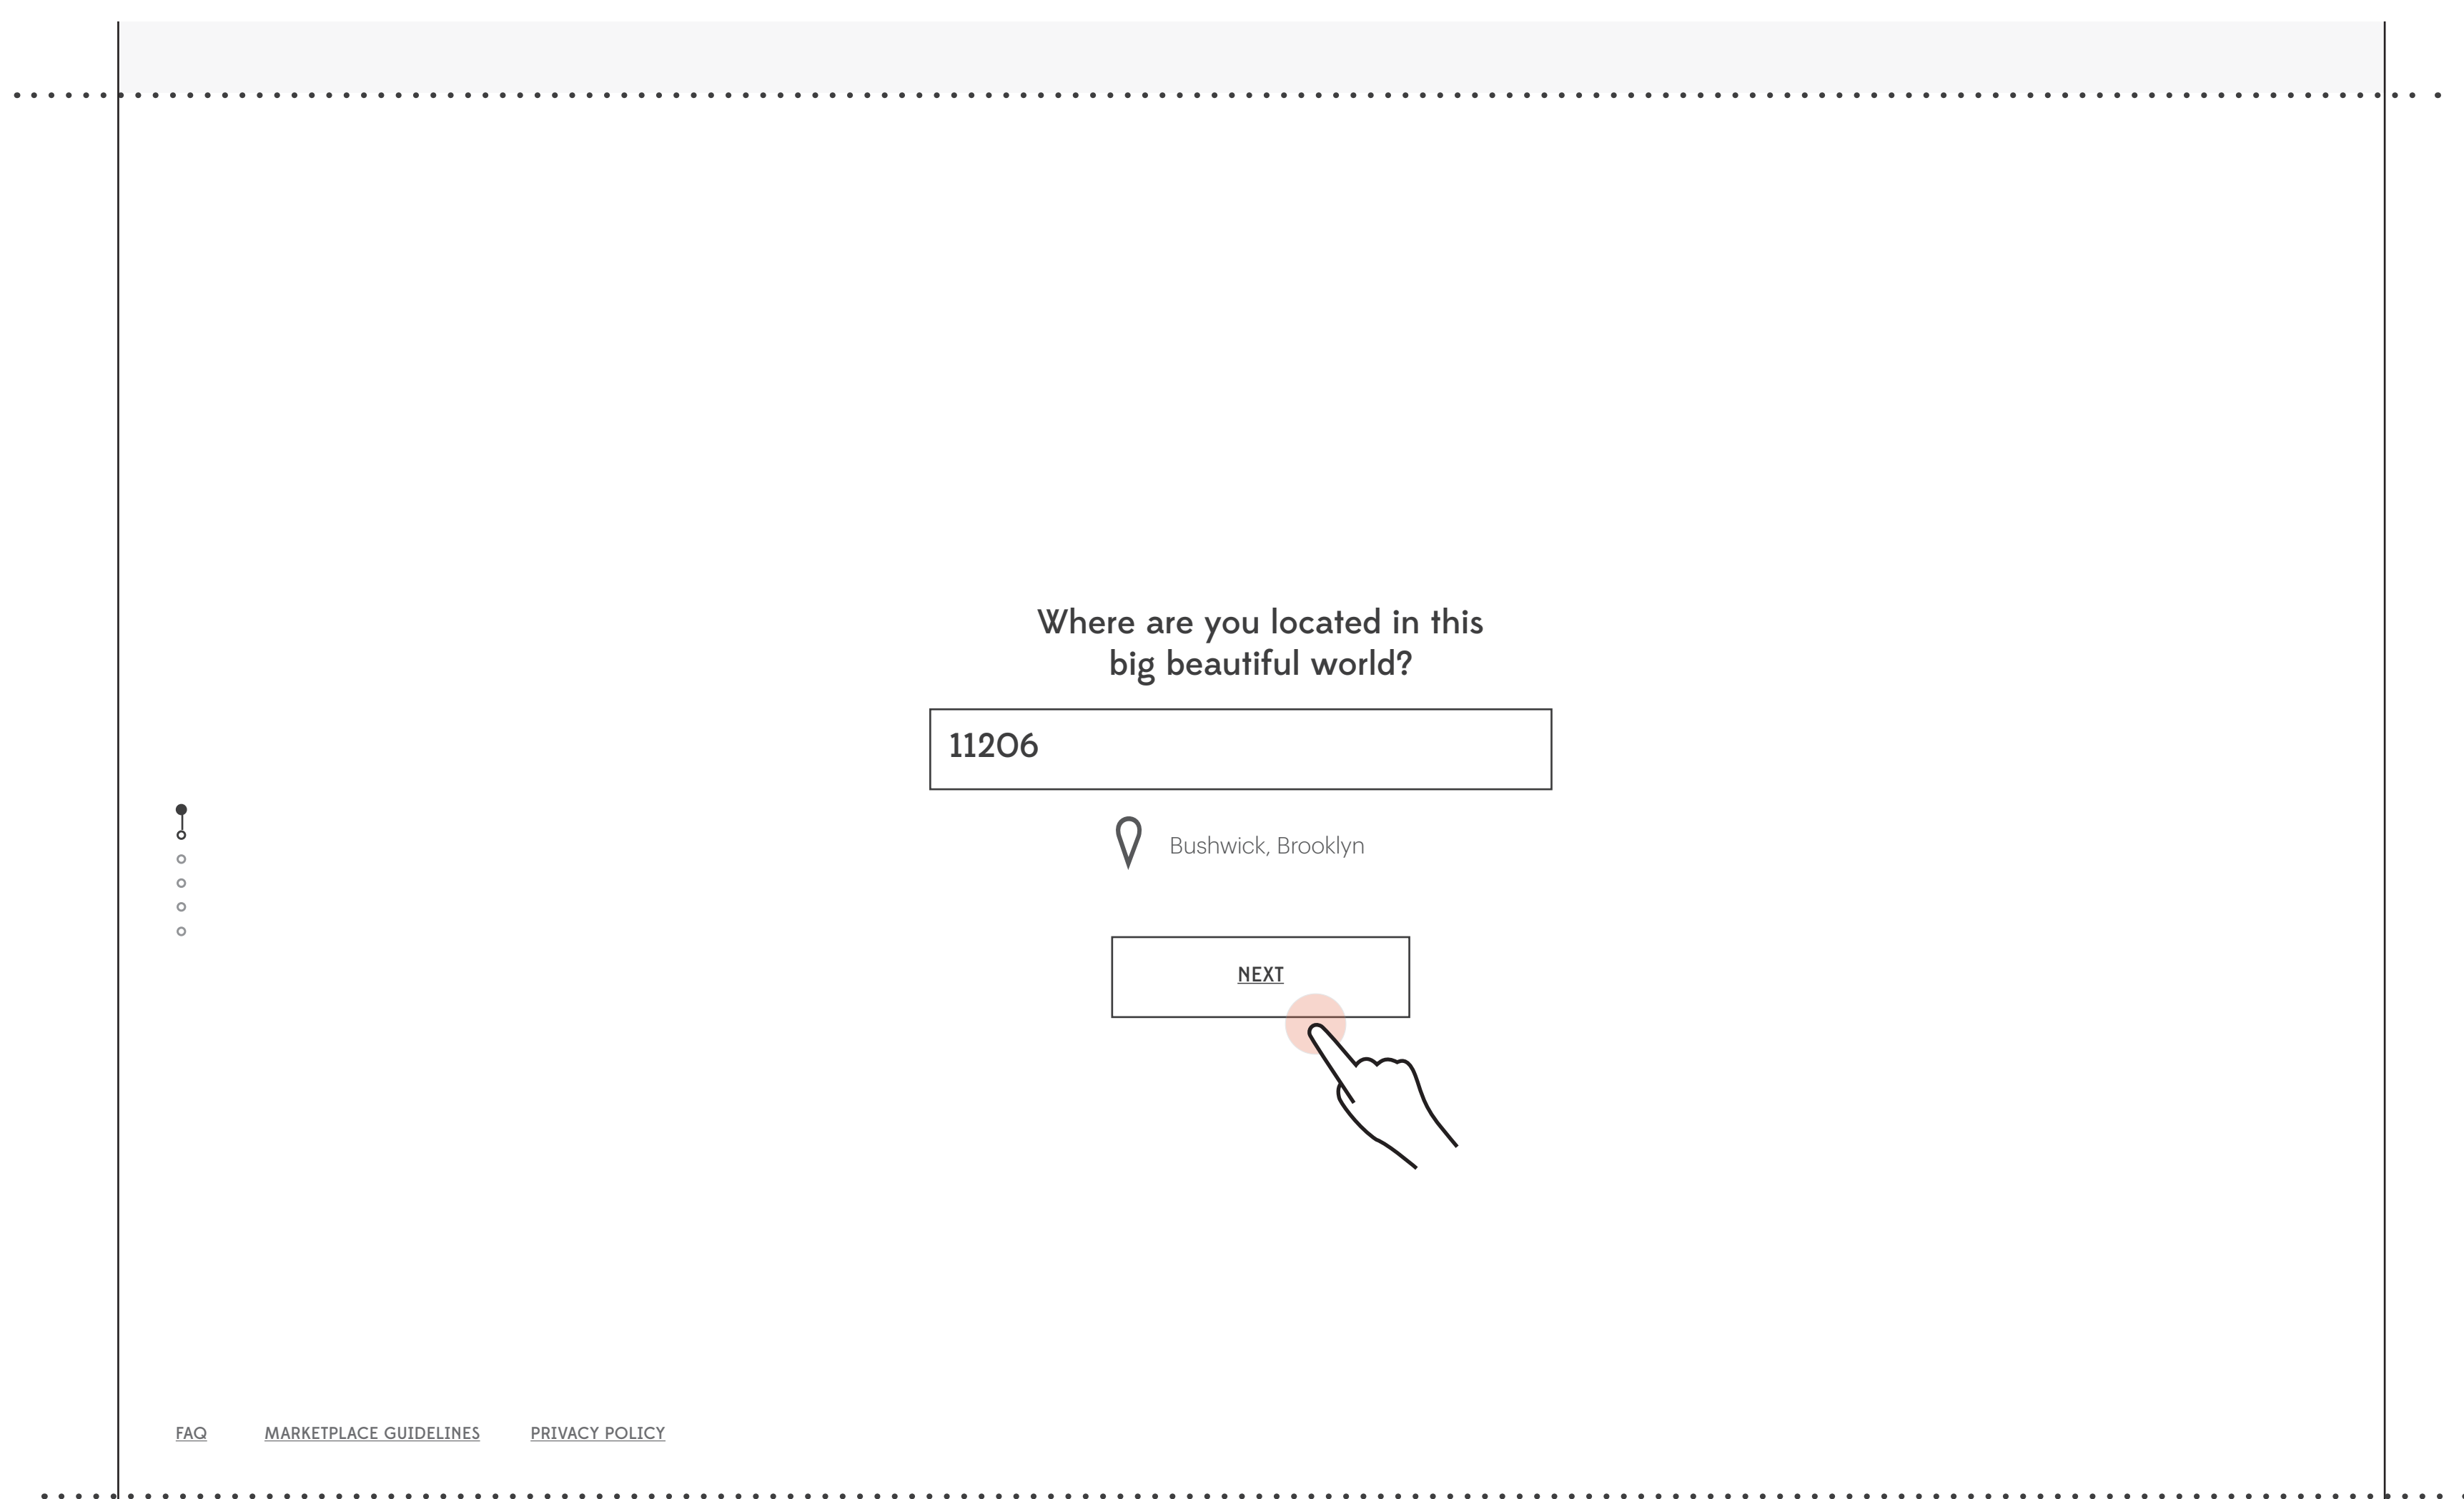 Where are you located in this
big beautiful world?
11206
Bushwick, Brooklyn
NEXT
FAQ MARKETPLACE GUIDELINES PRIVACY POLICY